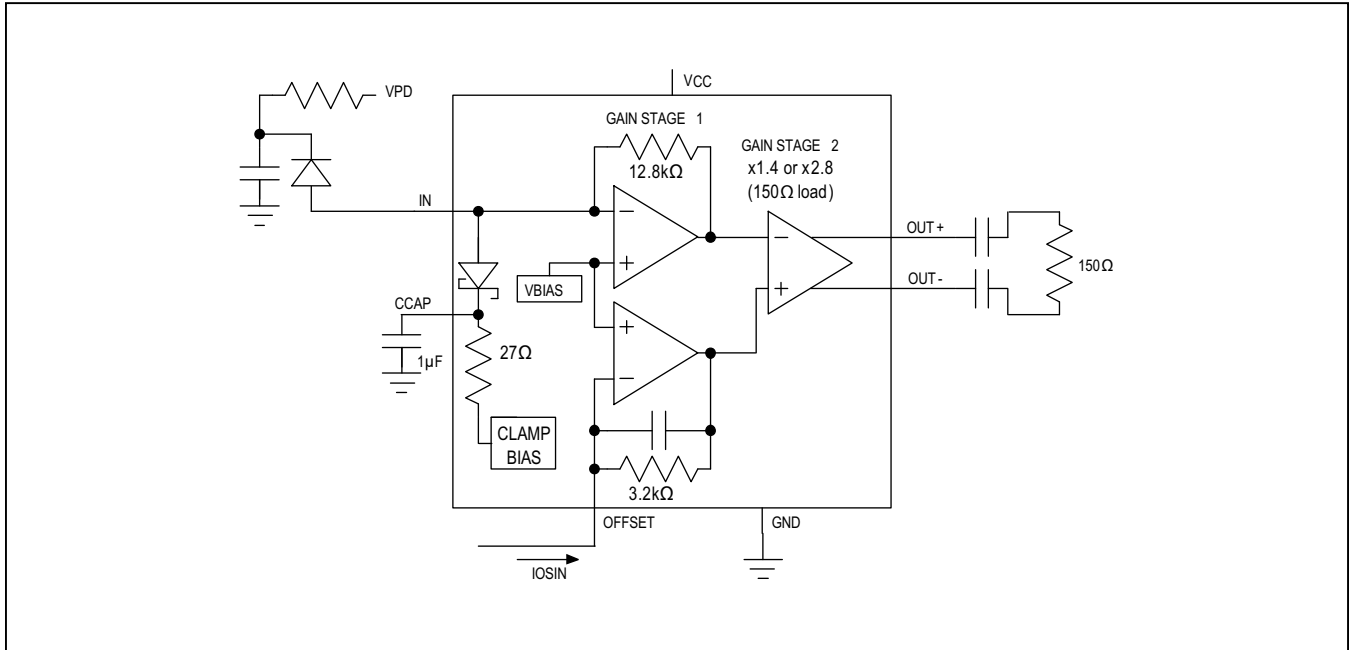 VCC
VPD
GAIN STAGE 1
12.8kΩ
GAIN STAGE 2
x1.4 or x2.8
(150Ω load)
IN
OUT+
VBIAS
150Ω
OUT-
CCAP
1µF
27Ω
CLAMP
BIAS
3.2kΩ
OFFSET
GND
IOSIN